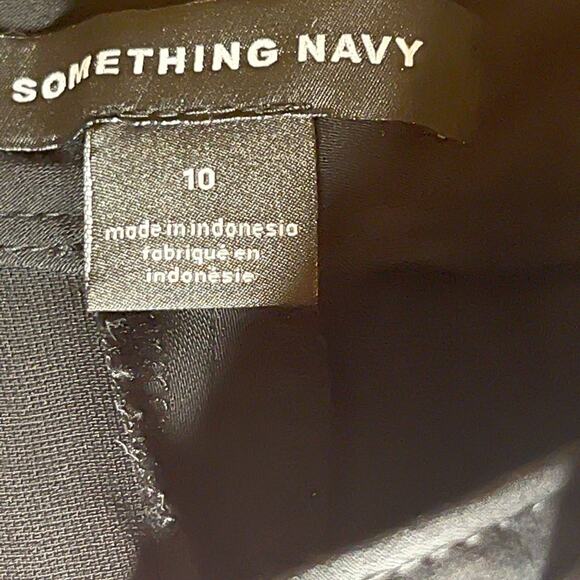 SOMETHING NAVY
10
made in indonesia
fabriqué en
indonésie